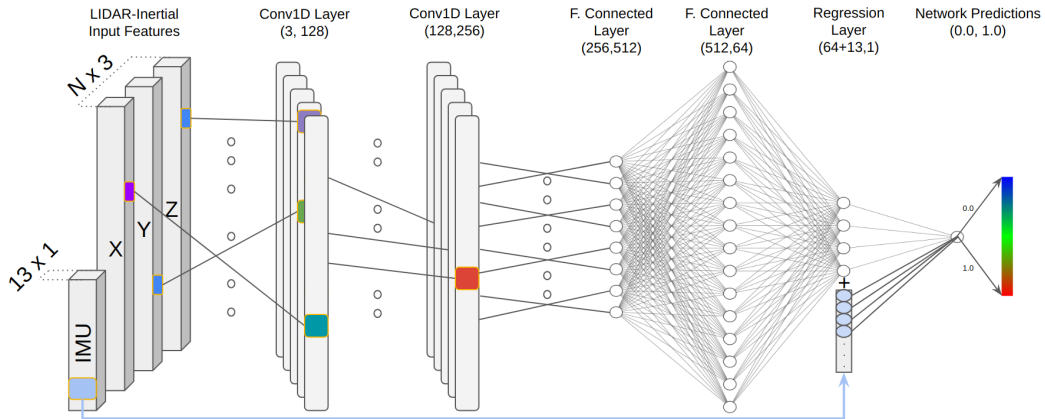 LIDAR-Inertial
Input Features
Conv1D Layer
(3, 128)
Conv1D Layer
(128,256)
F. Connected
Layer
(256,512)
F. Connected
Layer
(512,64)
Regression
Layer
(64+13,1)
Network Predictions
(0.0, 1.0)
N x 3
13 x 1
X
Y
Z
IMU
+
0.0
1.0